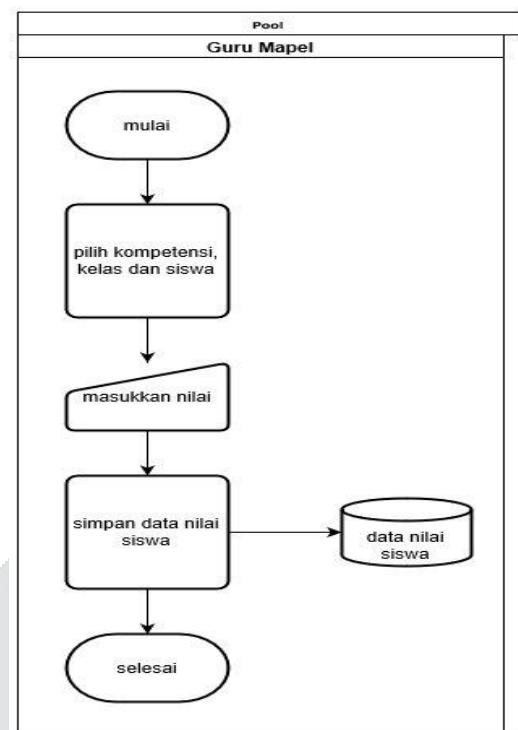 Pool
Guru Mapel
mulai
pilih kompetensi,
kelas dan siswa
masukkan nilai
simpan data nilai
siswa
data nilai
siswa
selesai